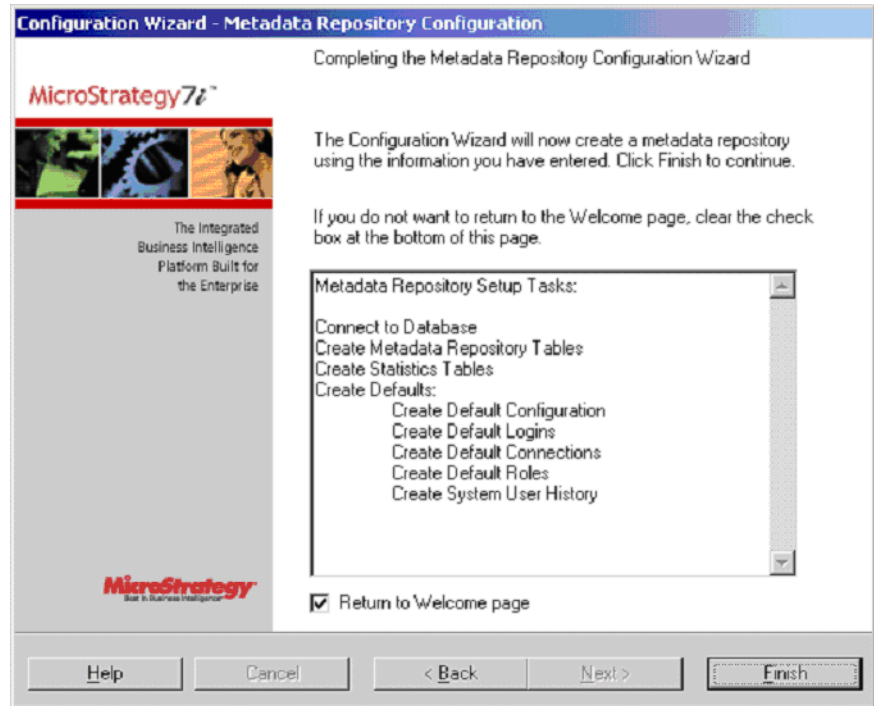 Configuration Wizard - Metadata Repository Configuration
Completing the Metadata Repository Configuration Wizard
MicroStrategy7i™
The Configuration Wizard will now create a metadata repository
using the information you have entered. Click Finish to continue.
If you do not want to return to the Welcome page, clear the check
box at the bottom of this page.
The Integrated
Business Intelligence
Platform Built for
the Enterprise
Metadata Repository Setup Tasks:
Connect to Database
Create Metadata Repository Tables
Create Statistics Tables
Create Defaults:
Create Default Configuration
Create Default Logins
Create Default Connections
Create Default Roles
Create System User History
MicroStrategy
Best in Business Intelligence
Return to Welcome page
Help
Cancel
< Back
Next >
Finish